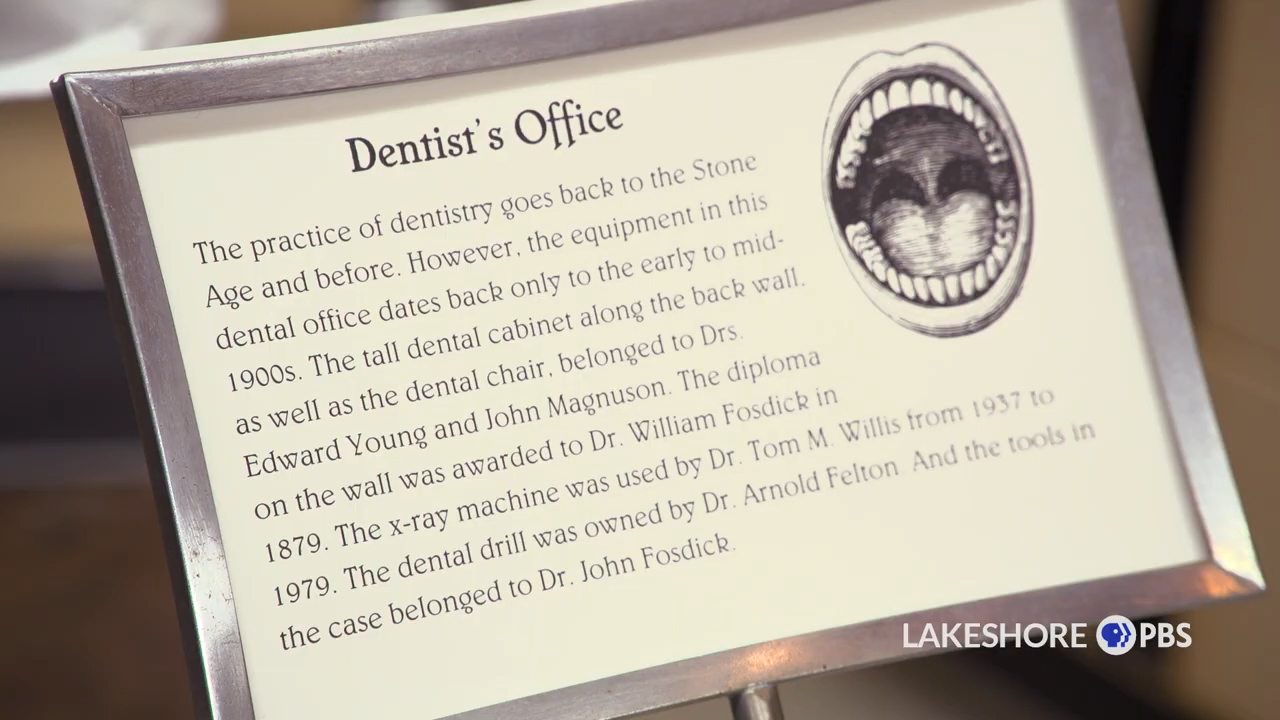 Dentist's Office
The practice of dentistry goes back to the Stone
Age and before. However, the equipment in this
dental office dates back only to the early to mid-
1900s. The tall dental cabinet along the back wall,
as well as the dental chair, belonged to Drs.
Edward Young and John Magnuson. The diploma
on the wall was awarded to Dr. William Fosdick in
1879. The x-ray machine was used by Dr. Tom M. Willis from 1937 to
1979. The dental drill was owned by Dr. Arnold Felton. And the tools in
the case belonged to Dr. John Fosdick.
LAKESHORE PBS